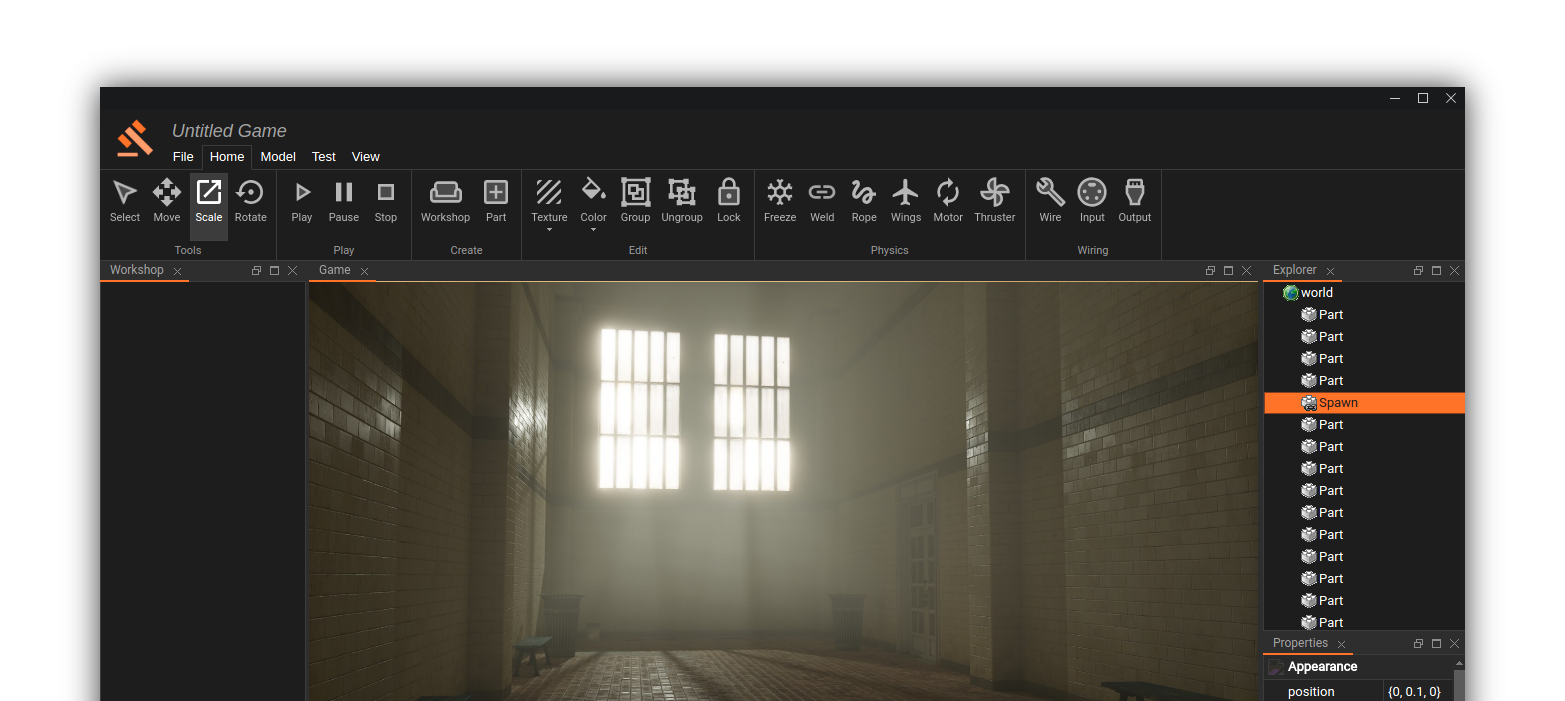 Untitled Game
File Home Model Test View
Select Move Scale Rotate Play Pause Stop Workshop Part Texture Color Group Ungroup Lock Freeze Weld Rope Wings Motor Thruster Wire Input Output
Tools Play Create Edit Physics Wiring
Workshop Game Explorer
world
Part
Part
Part
Part
Spawn
Part
Part
Part
Part
Part
Part
Part
Part
Part
Part
Properties
Appearance
position {0, 0.1, 0}